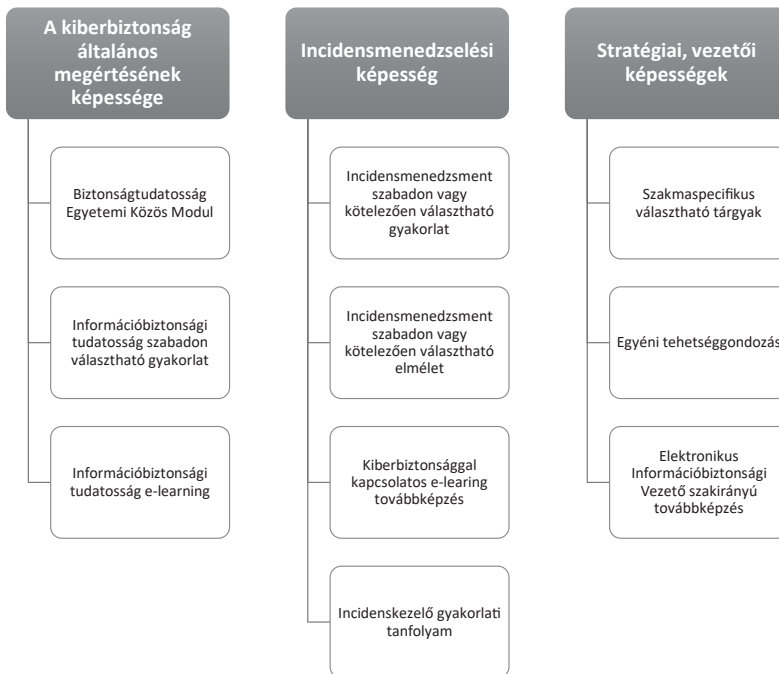 A kiberbiztonság
általános
megértésének
képessége
Biztonságtudatosság
Egyetemi Közös Modul
Információbiztonsági
tudatosság szabadon
választható gyakorlat
Információbiztonsági
tudatosság e-learning
Incidensmenedzselési
képesség
Incidensmenedzsment
szabadon vagy
kötelezően választható
gyakorlat
Incidensmenedzsment
szabadon vagy
kötelezően választható
elmélet
Kiberbiztonsággal
kapcsolatos e-learing
továbbképzés
Incidenskezelő gyakorlati
tanfolyam
Stratégiai, vezetői
képességek
Szakmaspecifikus
választható tárgyak
Egyéni tehetséggondozás
Elektronikus
Információbiztonsági
Vezető szakirányú
továbbképzés